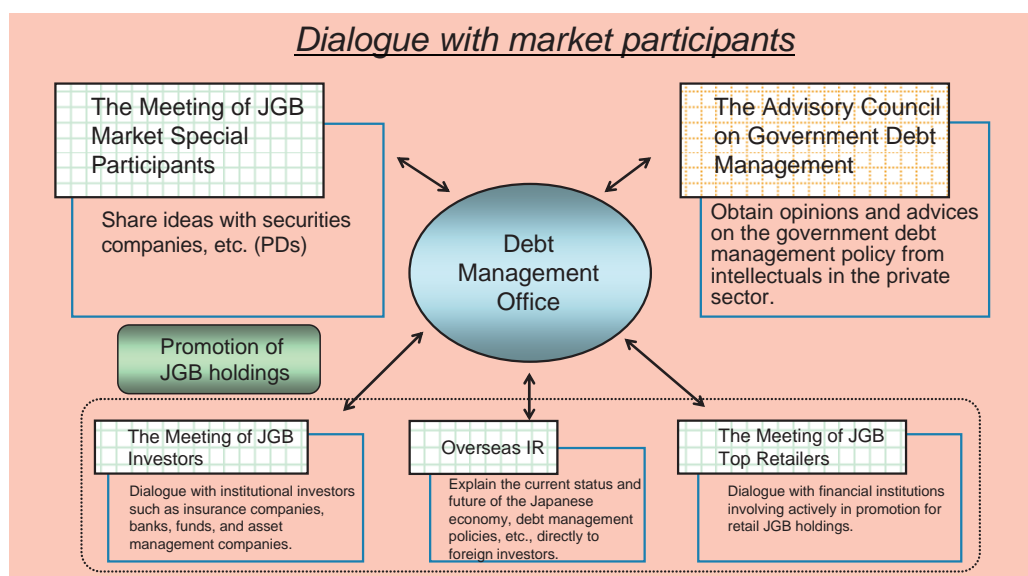 Dialogue with market participants
The Meeting of JGB
Market Special
Participants
Share ideas with securities
companies, etc. (PDs)
The Advisory Council
on Government Debt
Management
Obtain opinions and advices
on the government debt
management policy from
intellectuals in the private
sector.
Debt
Management
Office
Promotion of
JGB holdings
The Meeting of JGB
Investors
Dialogue with institutional investors
such as insurance companies,
banks, funds, and asset
management companies.
Overseas IR
Explain the current status and
future of the Japanese
economy, debt management
policies, etc., directly to
foreign investors.
The Meeting of JGB
Top Retailers
Dialogue with financial institutions
involving actively in promotion for
retail JGB holdings.